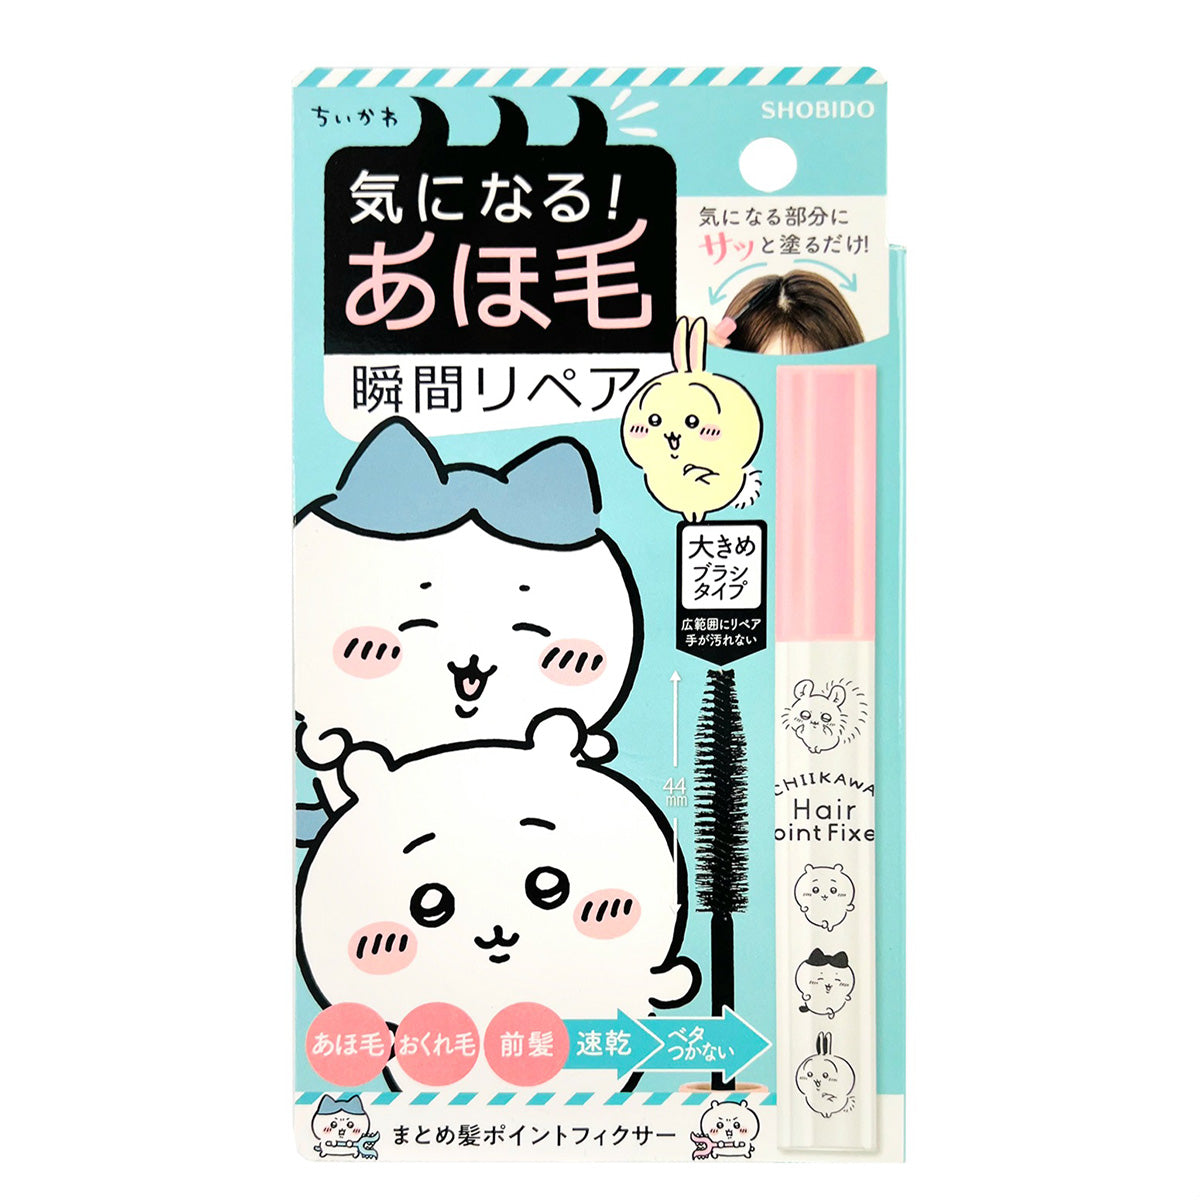 ちいかわ
SHOBIDO
気になる!
あほ毛
瞬間リペア
気になる部分に
サッと塗るだけ!
大きめ
ブラシ
タイプ
広範囲にリペア
手が汚れない
44
mm
CHIIKAWA
Hair
oint Fixe
あほ毛
おくれ毛
前髪
速乾
ベタ
つかない
まとめ髪ポイントフィクサー